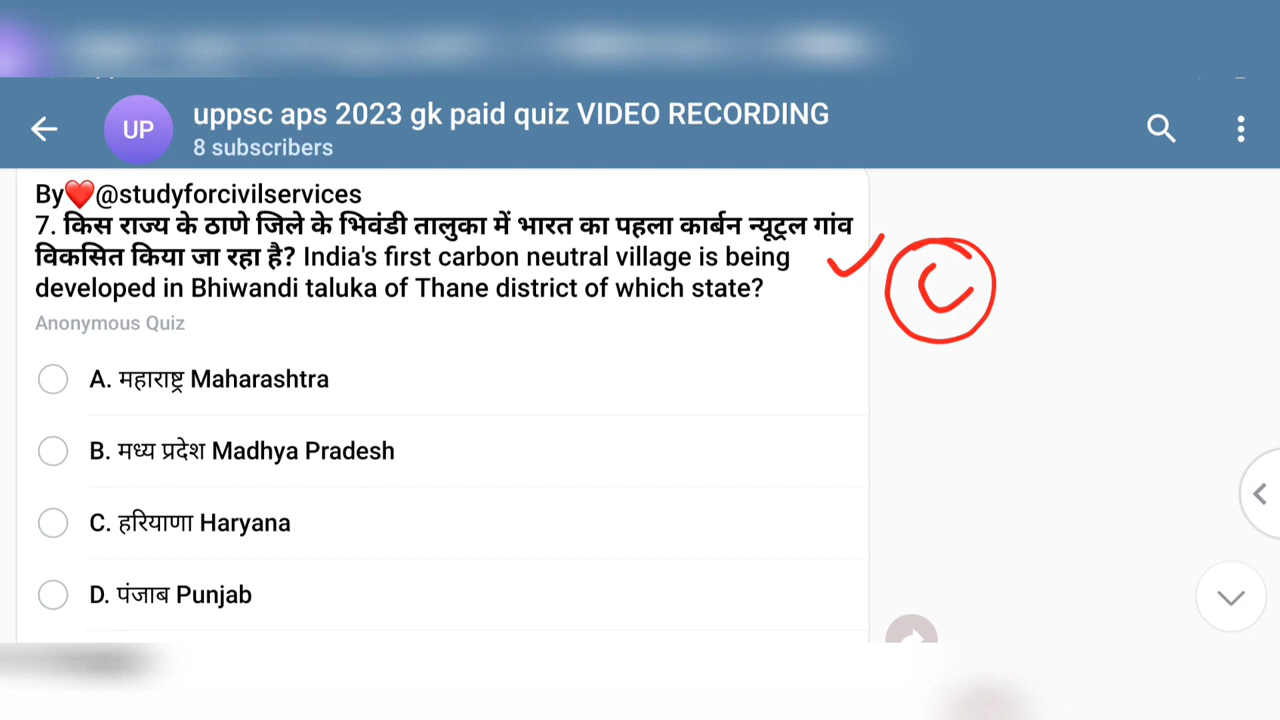 UP
uppsc aps 2023 gk paid quiz VIDEO RECORDING
8 subscribers
By❤️@studyforcivilservices
7. किस राज्य के ठाणे जिले के भिवंडी तालुका में भारत का पहला कार्बन न्यूट्रल गांव
विकसित किया जा रहा है? India's first carbon neutral village is being
developed in Bhiwandi taluka of Thane district of which state?
C
Anonymous Quiz
A. महाराष्ट्र Maharashtra
B. मध्य प्रदेश Madhya Pradesh
C. हरियाणा Haryana
D. पंजाब Punjab